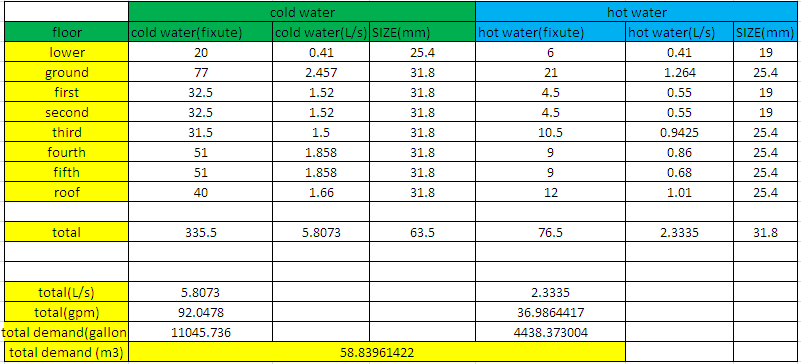 cold water hot water
floor cold water(fixute) cold water(L/s) SIZE(mm) hot water(fixute) hot water(L/s) SIZE(mm)
lower 20 0.41 25.4 6 0.41 19
ground 77 2.457 31.8 21 1.264 25.4
first 32.5 1.52 31.8 4.5 0.55 19
second 32.5 1.52 31.8 4.5 0.55 19
third 31.5 1.5 31.8 10.5 0.9425 25.4
fourth 51 1.858 31.8 9 0.86 25.4
fifth 51 1.858 31.8 9 0.68 25.4
roof 40 1.66 31.8 12 1.01 25.4
total 335.5 5.8073 63.5 76.5 2.3335 31.8
total(L/s) 5.8073 2.3335
total(gpm) 92.0478 36.9864417
total demand(gallon 11045.736 4438.373004
total demand (m3) 58.83961422